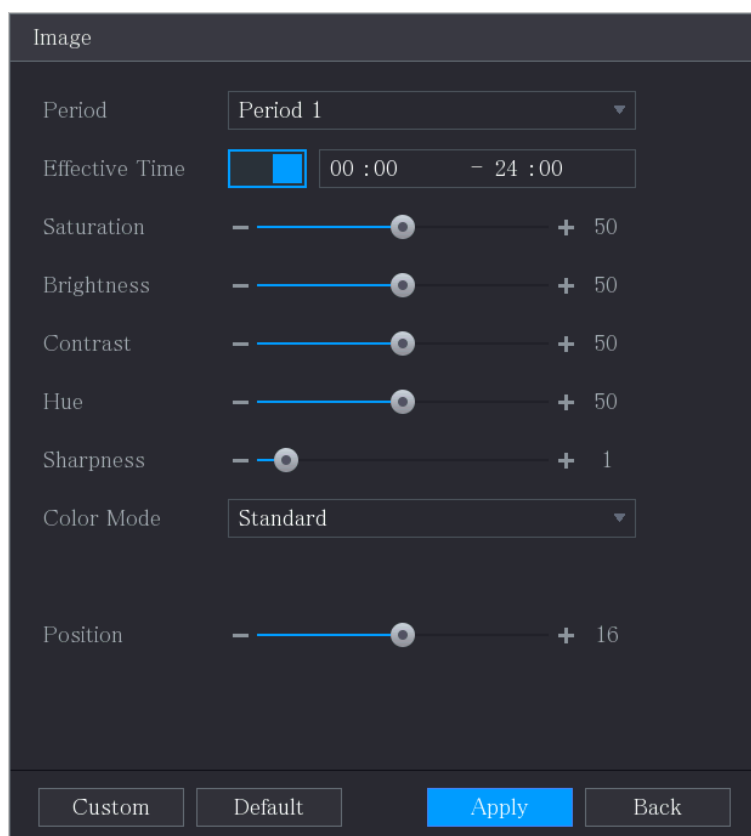 Image
Period Period 1
Effective Time 00 :00 - 24 :00
Saturation 50
Brightness 50
Contrast 50
Hue 50
Sharpness 1
Color Mode Standard
Position 16
Custom Default Apply Back